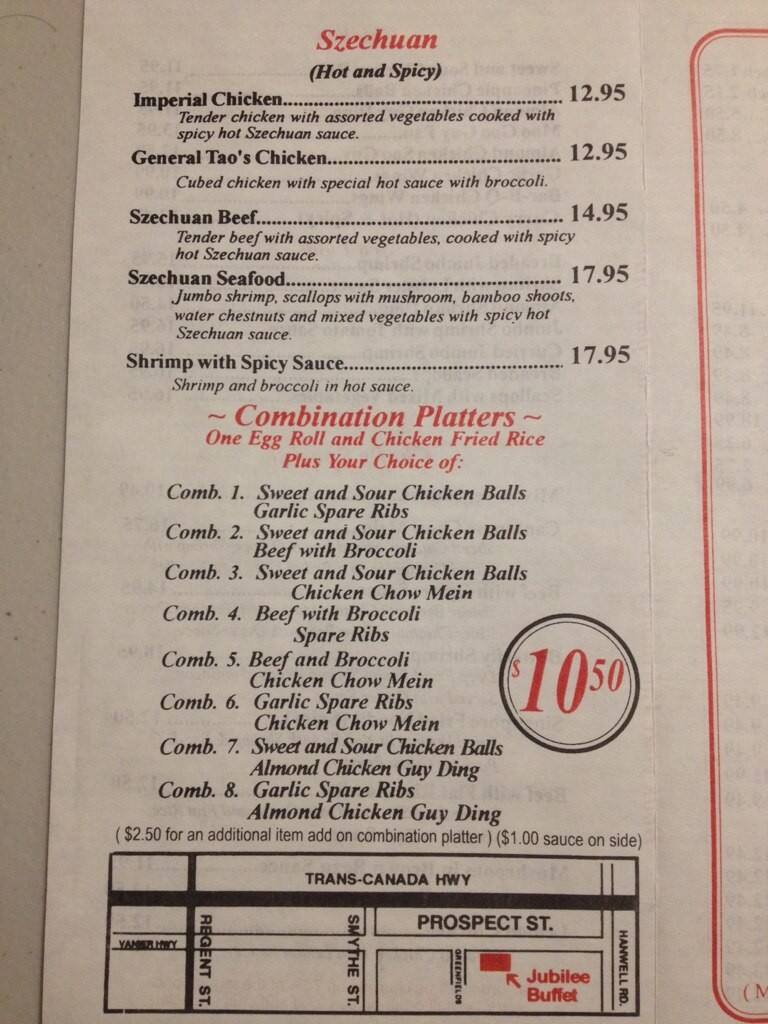 Szechuan
(Hot and Spicy)
Imperial Chicken................................................ 12.95
Tender chicken with assorted vegetables cooked with
spicy hot Szechuan sauce.
General Tao's Chicken........................................ 12.95
Cubed chicken with special hot sauce with broccoli.
Szechuan Beef..................................................... 14.95
Tender beef with assorted vegetables, cooked with spicy
hot Szechuan sauce.
Szechuan Seafood................................................ 17.95
Jumbo shrimp, scallops with mushroom, bamboo shoots,
water chestnuts and mixed vegetables with spicy hot
Szechuan sauce.
Shrimp with Spicy Sauce..................................... 17.95
Shrimp and broccoli in hot sauce.
~ Combination Platters ~
One Egg Roll and Chicken Fried Rice
Plus Your Choice of:
Comb. 1. Sweet and Sour Chicken Balls
Garlic Spare Ribs
Comb. 2. Sweet and Sour Chicken Balls
Beef with Broccoli
Comb. 3. Sweet and Sour Chicken Balls
Chicken Chow Mein
Comb. 4. Beef with Broccoli
Spare Ribs
Comb. 5. Beef and Broccoli
Chicken Chow Mein
Comb. 6. Garlic Spare Ribs
Chicken Chow Mein
Comb. 7. Sweet and Sour Chicken Balls
Almond Chicken Guy Ding
Comb. 8. Garlic Spare Ribs
Almond Chicken Guy Ding
$10 50
( $2.50 for an additional item add on combination platter ) ($1.00 sauce on side)
TRANS-CANADA HWY
PROSPECT ST.
VANIER HWY
REGENT ST.
SMYTHE ST.
GREENFIELDS
HANWELL RD.
Jubilee
Buffet
(M